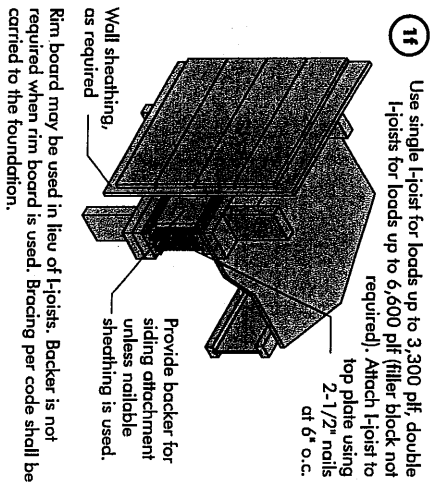 1f
Use single I-joist for loads up to 3,300 plf, double
I-joists for loads up to 6,600 plf (filler block not
required). Attach I-joist to
top plate using
2-1/2" nails
at 6" o.c.
Wall sheathing,
as required
Provide backer for
siding attachment
unless nailable
sheathing is used.
Rim board may be used in lieu of I-joists. Backer is not
required when rim board is used. Bracing per code shall be
carried to the foundation.